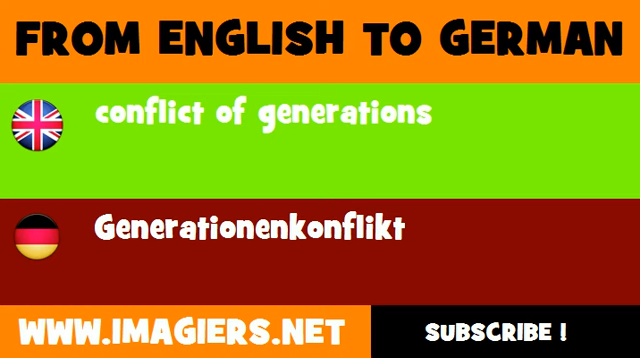 FROM ENGLISH TO GERMAN
conflict of generations
Generationenkonflikt
WWW.IMAGIERS.NET
SUBSCRIBE !